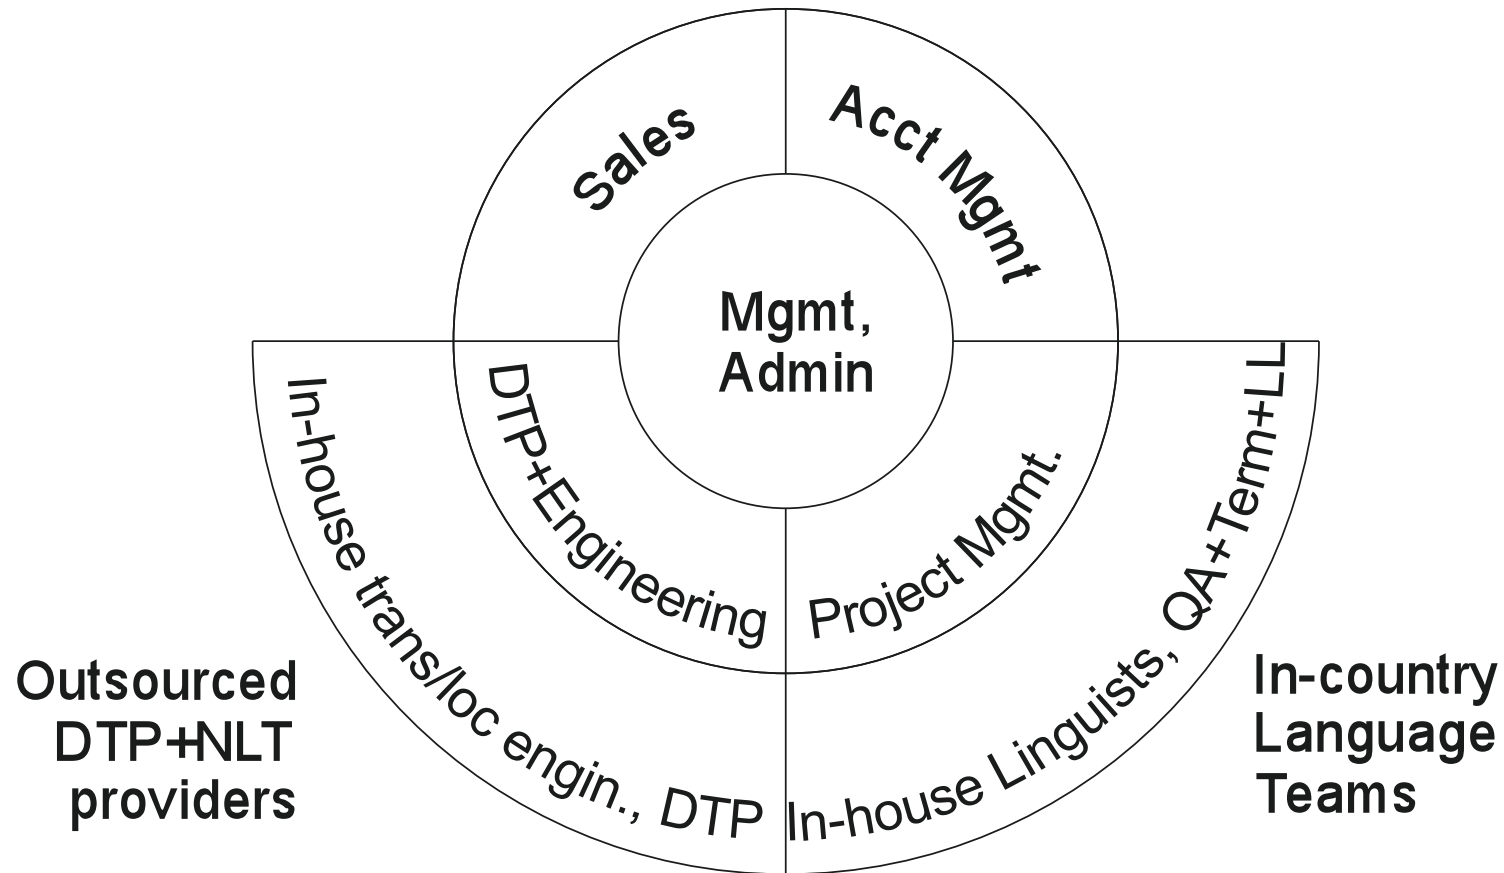 Sales
Acct Mgmt
Mgmt,
Admin
DTP+Engineering
Project Mgmt.
In-house trans/loc engin., DTP
In-house Linguists, QA+Term+LL
Outsourced
DTP+NLT
providers
In-country
Language
Teams